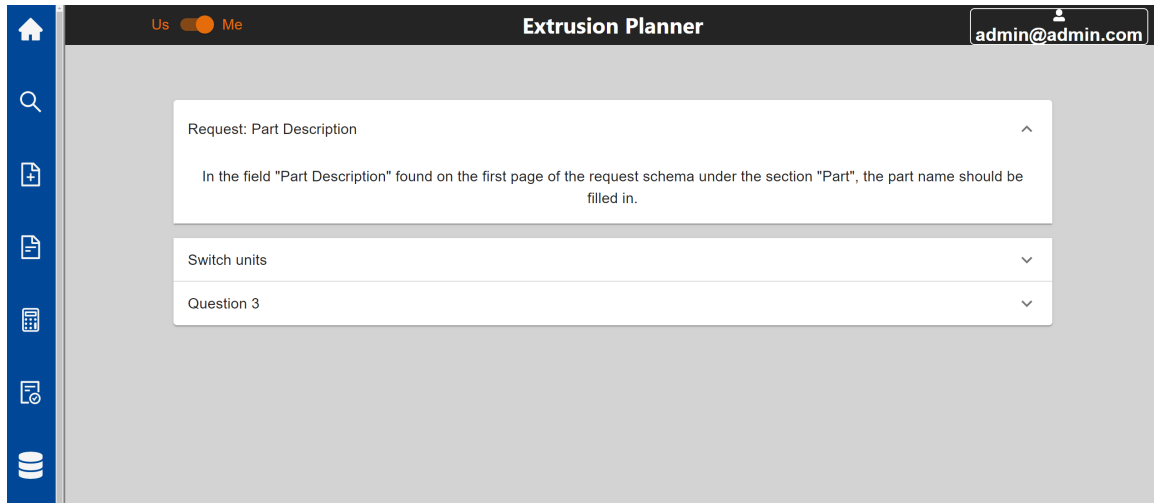 Us Me
Extrusion Planner
admin@admin.com
Request: Part Description
In the field "Part Description" found on the first page of the request schema under the section "Part", the part name should be
filled in.
Switch units
Question 3